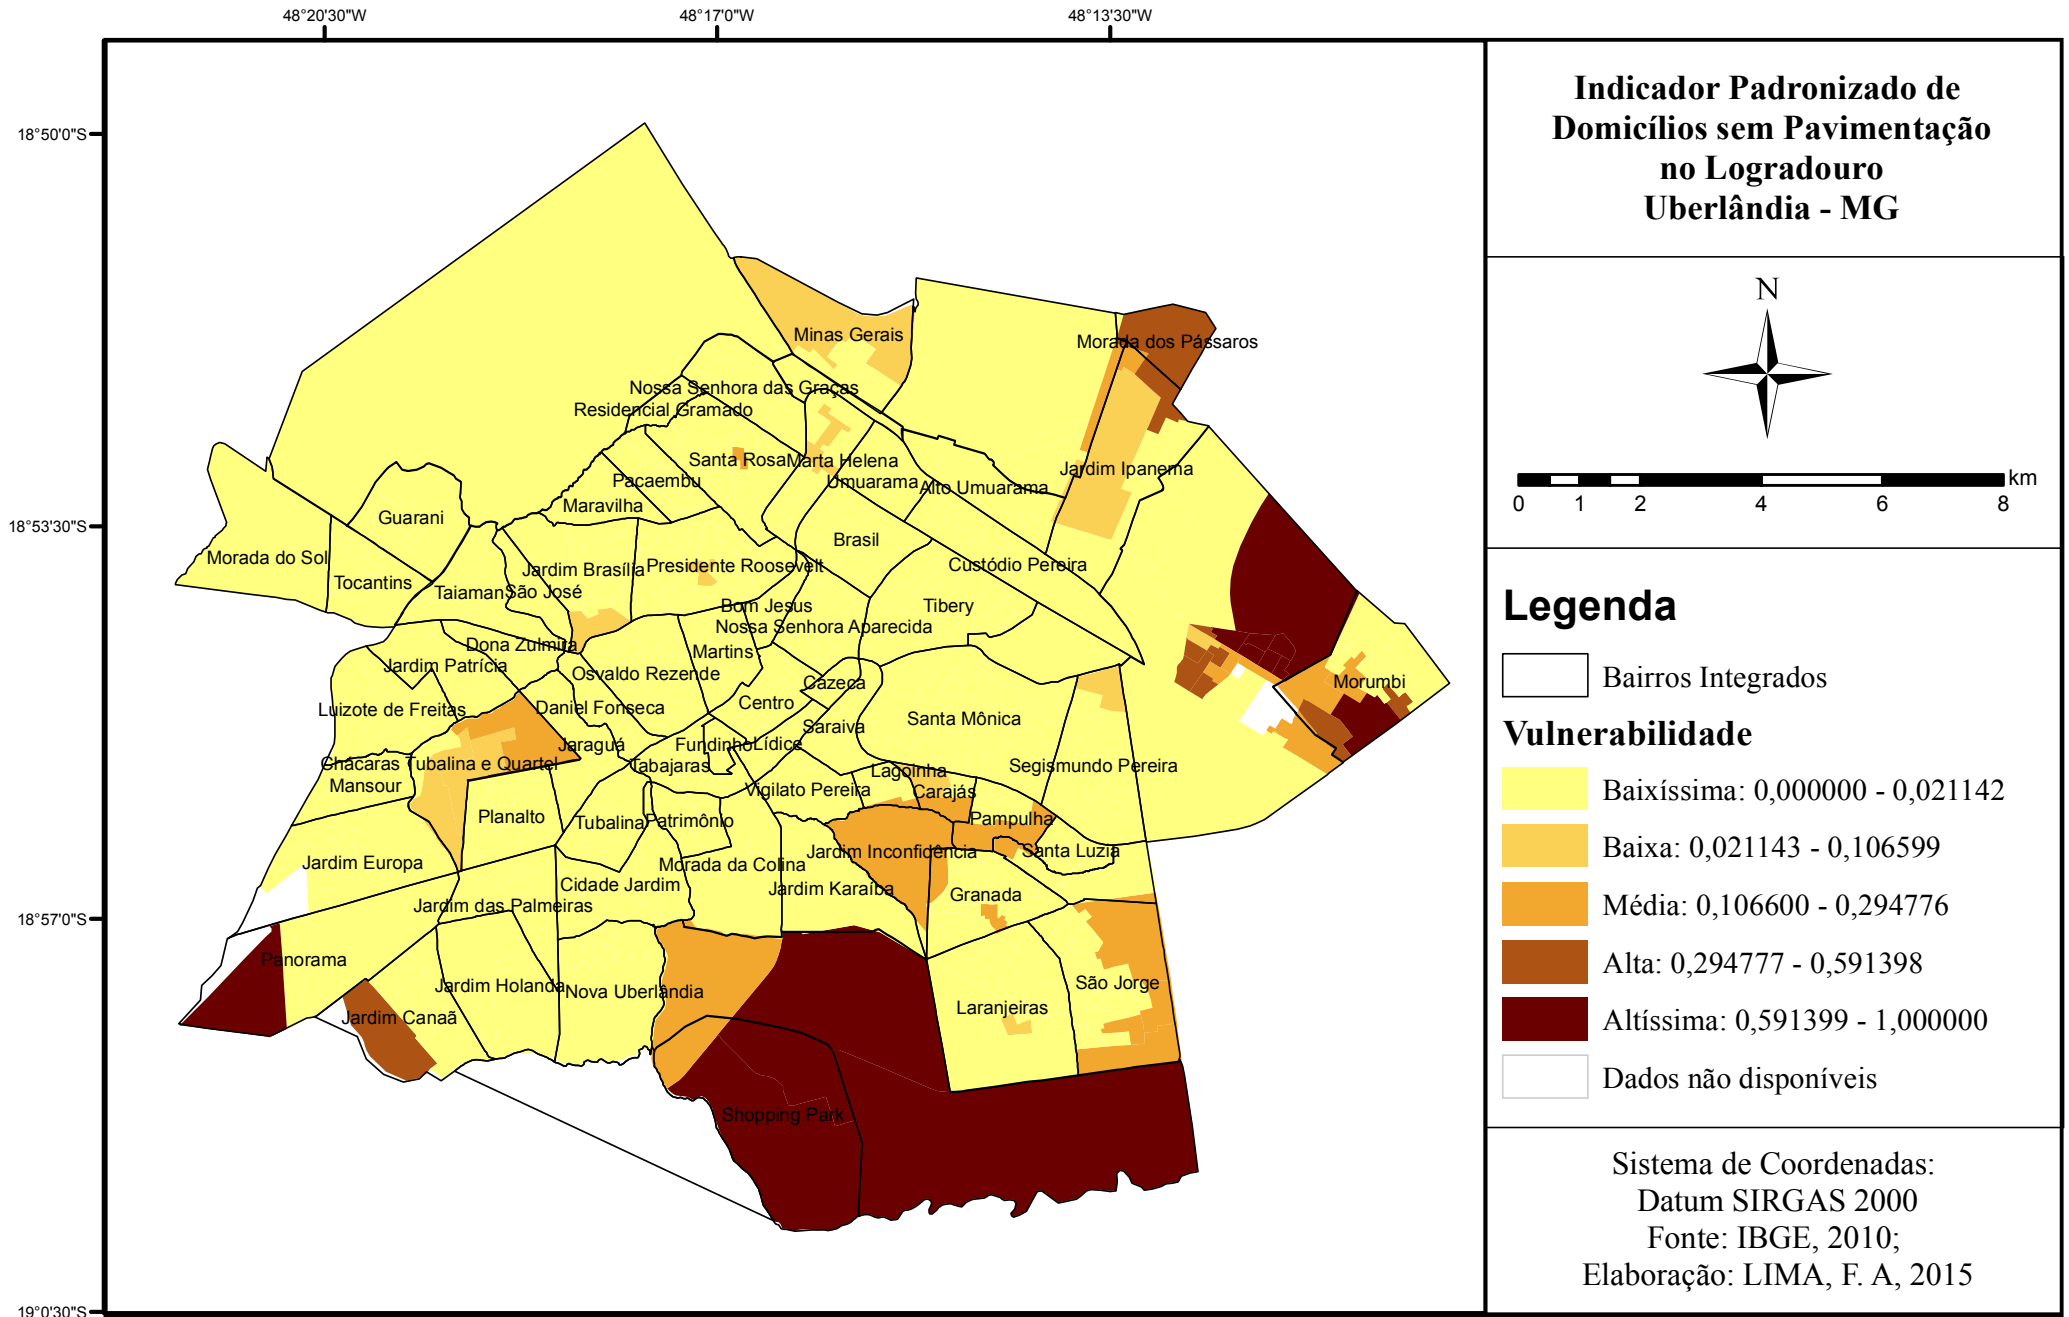 48°20'30"W
48°17'0"W
48°13'30"W
18°50'0"S
18°53'30"S
18°57'0"S
19°0'30"S
Minas Gerais
Morada dos Pássaros
Nossa Senhora das Graças
Residencial Gramado
Santa Rosa
Marta Helena
Jardim Ipanema
Pacaembu
Umuarama
Alto Umuarama
Maravilha
Guarani
Brasil
Morada do Sol
Jardim Brasília
Presidente Roosevelt
Custódio Pereira
Tocantins
Taiaman
São José
Bom Jesus
Tibery
Nossa Senhora Aparecida
Dona Zulmira
Martins
Jardim Patrícia
Osvaldo Rezende
Cazeca
Morumbi
Luizote de Freitas
Daniel Fonseca
Centro
Santa Mônica
Saraiva
Jaraguá
Fundinho
Lídice
Chácaras Tubalina e Quartel
Tabajaras
Lagoinha
Segismundo Pereira
Mansour
Vigilato Pereira
Carajás
Planalto
Tubalina
Patrimônio
Pampulha
Jardim Europa
Morada da Colina
Jardim Inconfidência
Santa Luzia
Cidade Jardim
Jardim Karaíba
Granada
Jardim das Palmeiras
Panorama
Jardim Holanda
Nova Uberlândia
São Jorge
Laranjeiras
Jardim Canaã
Shopping Park
Indicador Padronizado de
Domicílios sem Pavimentação
no Logradouro
Uberlândia - MG
N
km
0 1 2 4 6 8
Legenda
Bairros Integrados
Vulnerabilidade
Baixíssima: 0,000000 - 0,021142
Baixa: 0,021143 - 0,106599
Média: 0,106600 - 0,294776
Alta: 0,294777 - 0,591398
Altíssima: 0,591399 - 1,000000
Dados não disponíveis
Sistema de Coordenadas:
Datum SIRGAS 2000
Fonte: IBGE, 2010;
Elaboração: LIMA, F. A, 2015